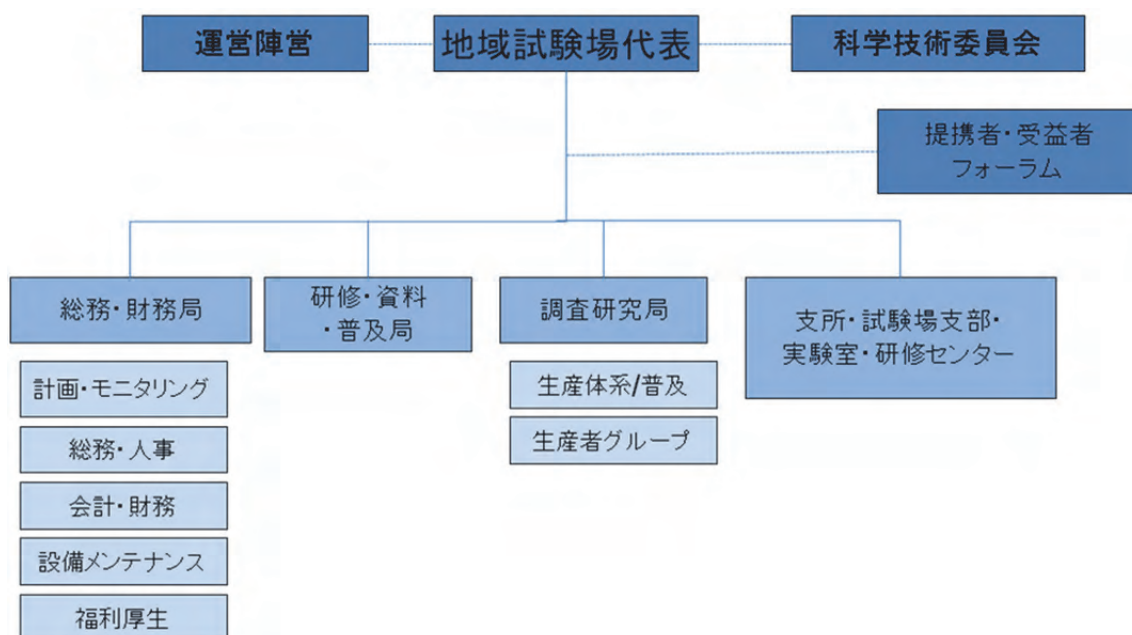 運営陣営
地域試験場代表
科学技術委員会
提携者・受益者
フォーラム
総務・財務局
研修・資料
・普及局
調査研究局
支所・試験場支部・
実験室・研修センター
計画・モニタリング
総務・人事
会計・財務
設備メンテナンス
福利厚生
生産体系/普及
生産者グループ